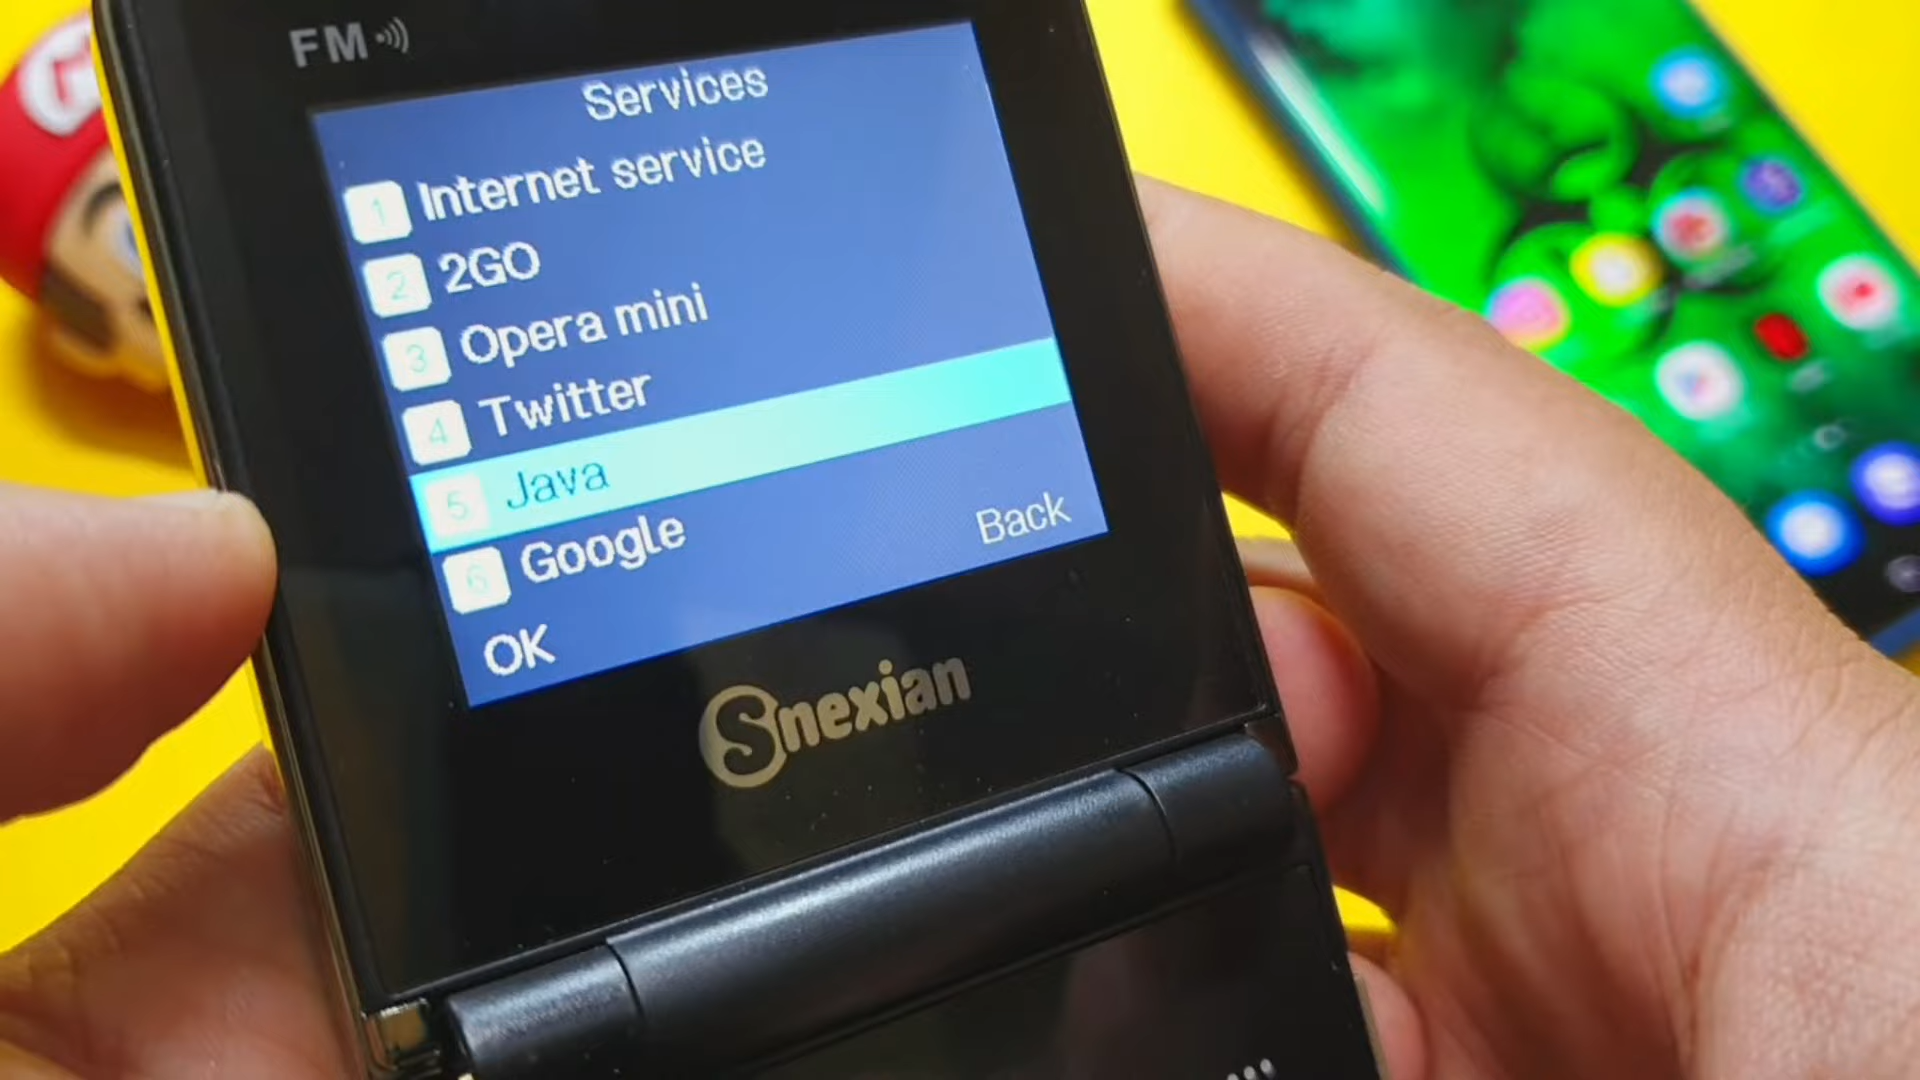 FM
Services
1 Internet service
2 2GO
3 Opera mini
4 Twitter
5 Java
6 Google
OK
Back
Snexian